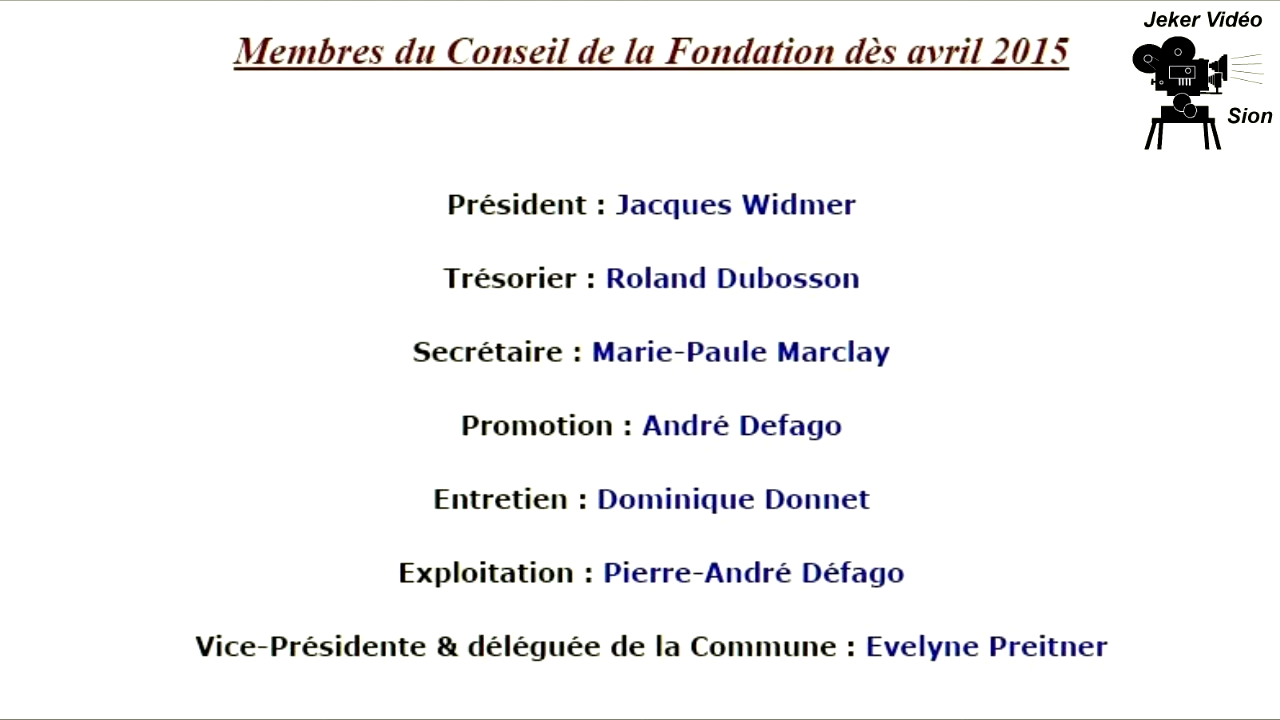 Jeker Vidéo
Membres du Conseil de la Fondation dès avril 2015
Sion
Président : Jacques Widmer
Trésorier : Roland Dubosson
Secrétaire : Marie-Paule Marclay
Promotion : André Defago
Entretien : Dominique Donnet
Exploitation : Pierre-André Défago
Vice-Présidente & déléguée de la Commune : Evelyne Preitner